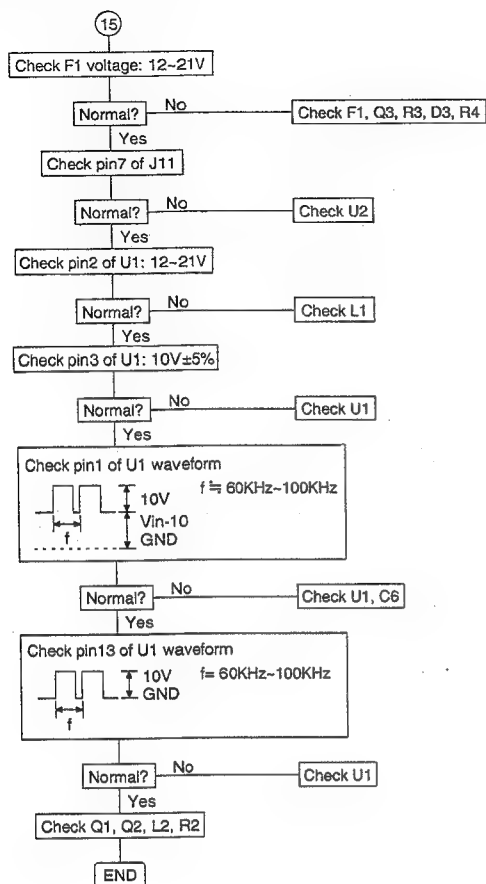 15
Check F1 voltage: 12~21V
Normal?
No
Check F1, Q3, R3, D3, R4
Yes
Check pin7 of J11
Normal?
No
Check U2
Yes
Check pin2 of U1: 12~21V
Normal?
No
Check L1
Yes
Check pin3 of U1: 10V±5%
Normal?
No
Check U1
Yes
Check pin1 of U1 waveform
f ≒ 60KHz~100KHz
10V
Vin-10
GND
f
Normal?
No
Check U1, C6
Yes
Check pin13 of U1 waveform
f= 60KHz~100KHz
10V
GND
f
Normal?
No
Check U1
Yes
Check Q1, Q2, L2, R2
END